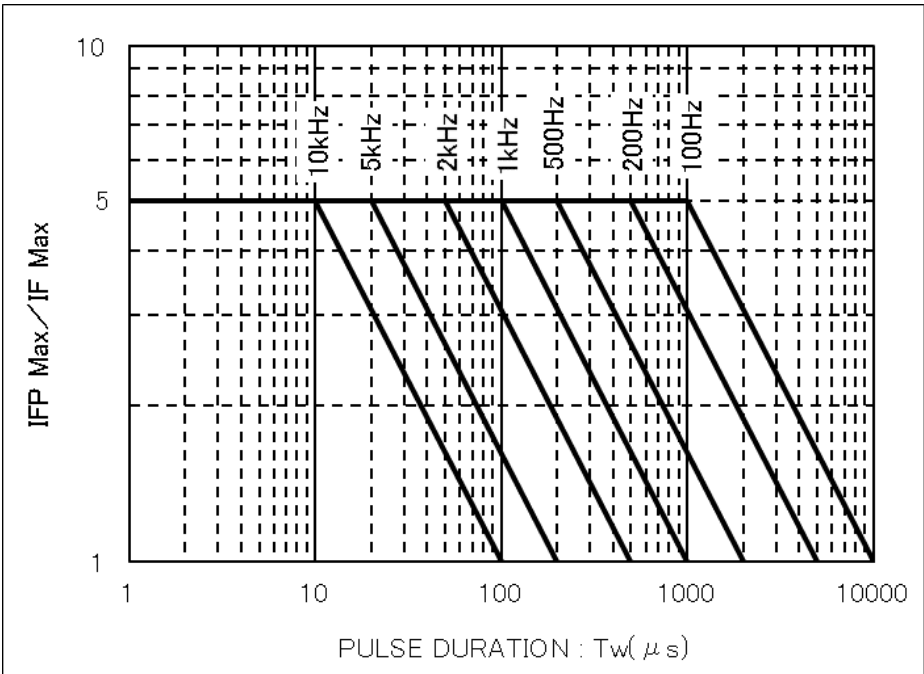 10
5
1
IFP Max／IF Max
10kHz
5kHz
2kHz
1kHz
500Hz
200Hz
100Hz
1
10
100
1000
10000
PULSE DURATION : Tw(μs)